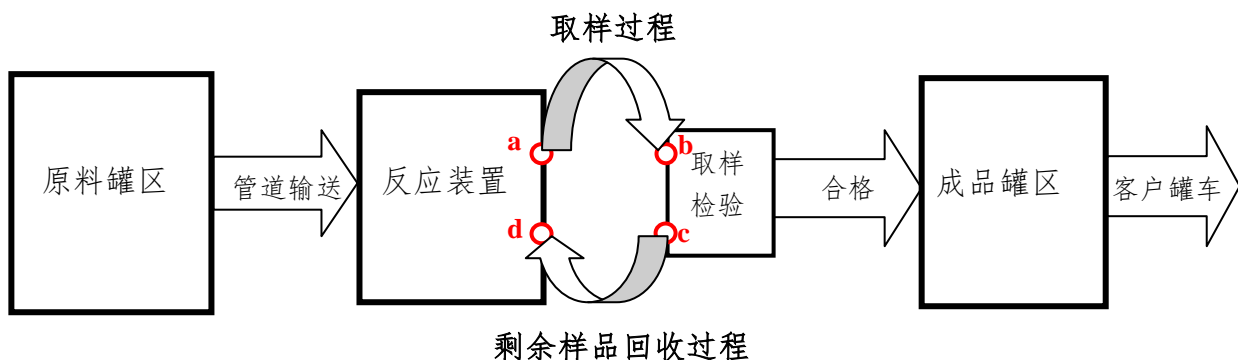 取样过程
原料罐区
管道输送
反应装置
a
b
取样
检验
d
c
合格
成品罐区
客户罐车
剩余样品回收过程